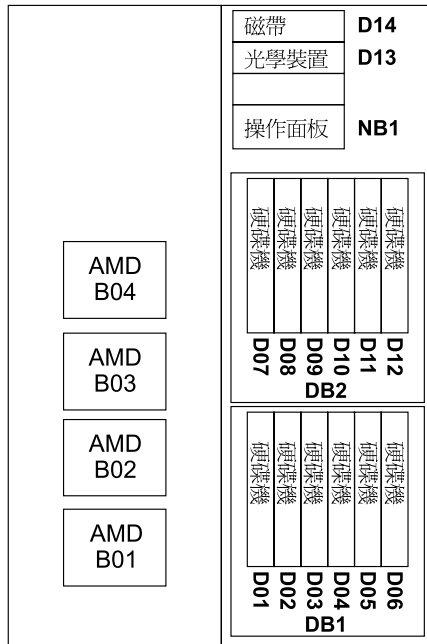 磁帶 D14
光學裝置 D13
操作面板 NB1
硬碟機 硬碟機 硬碟機 硬碟機 硬碟機 硬碟機
D07 D08 D09 D10 D11 D12
DB2
硬碟機 硬碟機 硬碟機 硬碟機 硬碟機 硬碟機
D01 D02 D03 D04 D05 D06
DB1
AMD
B04
AMD
B03
AMD
B02
AMD
B01